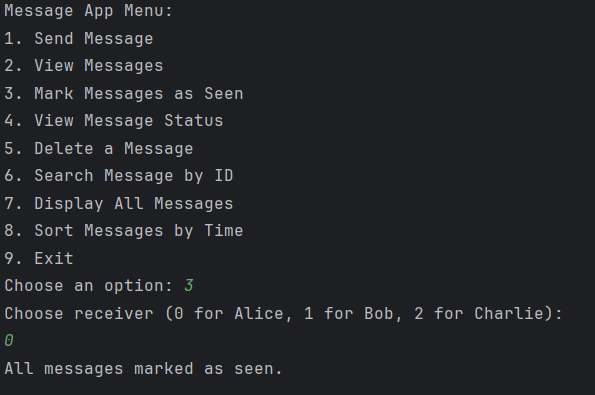 Message App Menu:
1. Send Message
2. View Messages
3. Mark Messages as Seen
4. View Message Status
5. Delete a Message
6. Search Message by ID
7. Display All Messages
8. Sort Messages by Time
9. Exit
Choose an option: 3
Choose receiver (0 for Alice, 1 for Bob, 2 for Charlie):
0
All messages marked as seen.